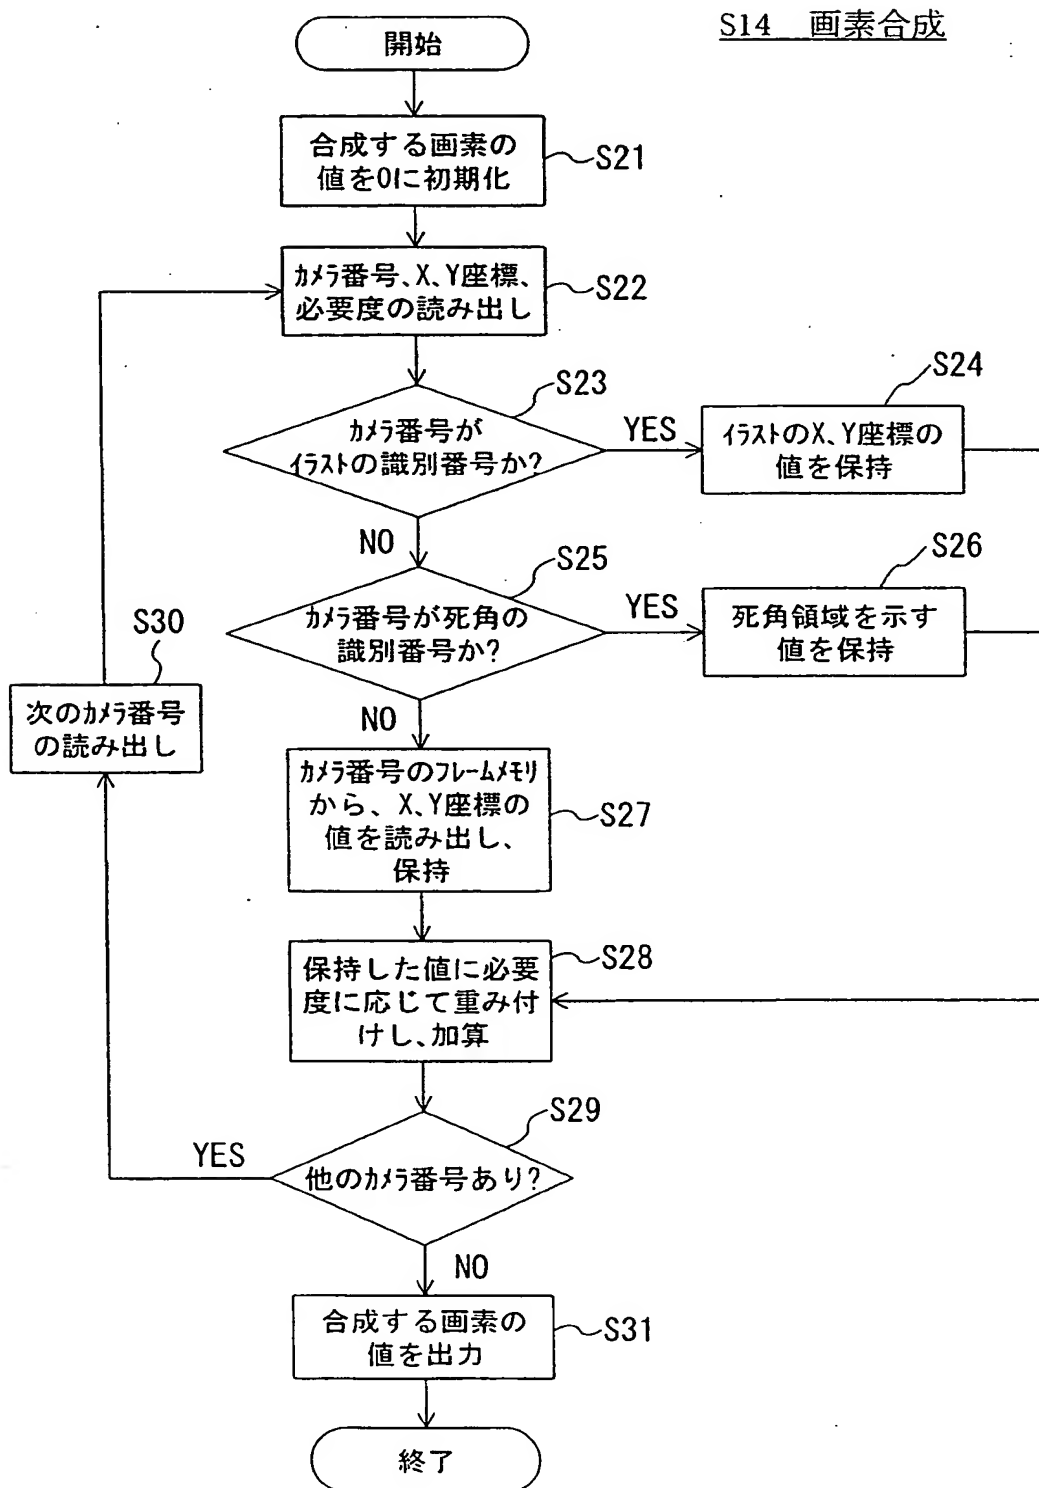 S14 画素合成
開始
合成する画素の
値を0に初期化
S21
ｶﾒﾗ番号、X、Y座標、
必要度の読み出し
S22
S23
ｶﾒﾗ番号が
ｲﾗｽﾄの識別番号か?
YES
S24
ｲﾗｽﾄのX、Y座標の
値を保持
NO
S25
ｶﾒﾗ番号が死角の
識別番号か?
YES
S26
死角領域を示す
値を保持
S30
次のｶﾒﾗ番号
の読み出し
NO
ｶﾒﾗ番号のﾌﾚｰﾑﾒﾓﾘ
から、X、Y座標の
値を読み出し、
保持
S27
保持した値に必要
度に応じて重み付
けし、加算
S28
S29
他のｶﾒﾗ番号あり?
YES
NO
合成する画素の
値を出力
S31
終了